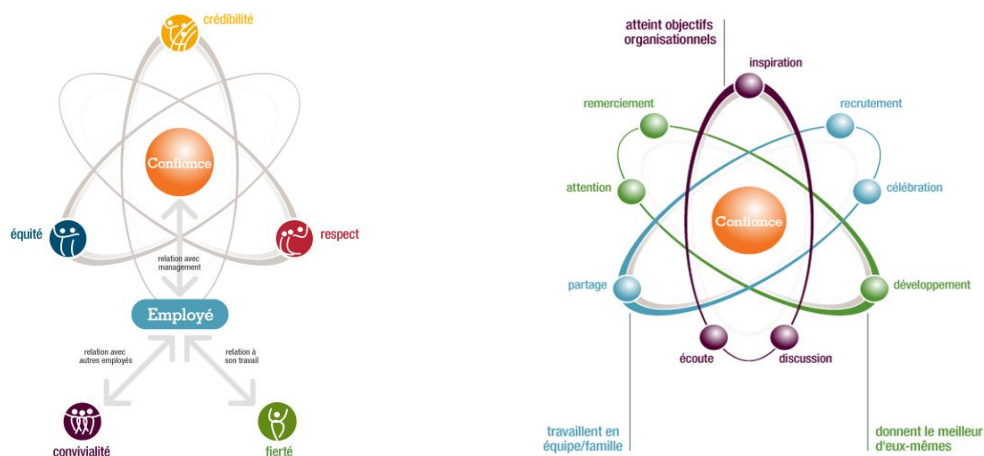 crédibilité
Confiance
équité
respect
relation avec
management
Employé
relation avec
autres employés
relation à
son travail
convivialité
fierté
atteint objectifs
organisationnels
inspiration
remerciement
recrutement
attention
célébration
Confiance
partage
développement
écoute
discussion
travaillent en
équipe/famille
donnent le meilleur
d'eux-mêmes